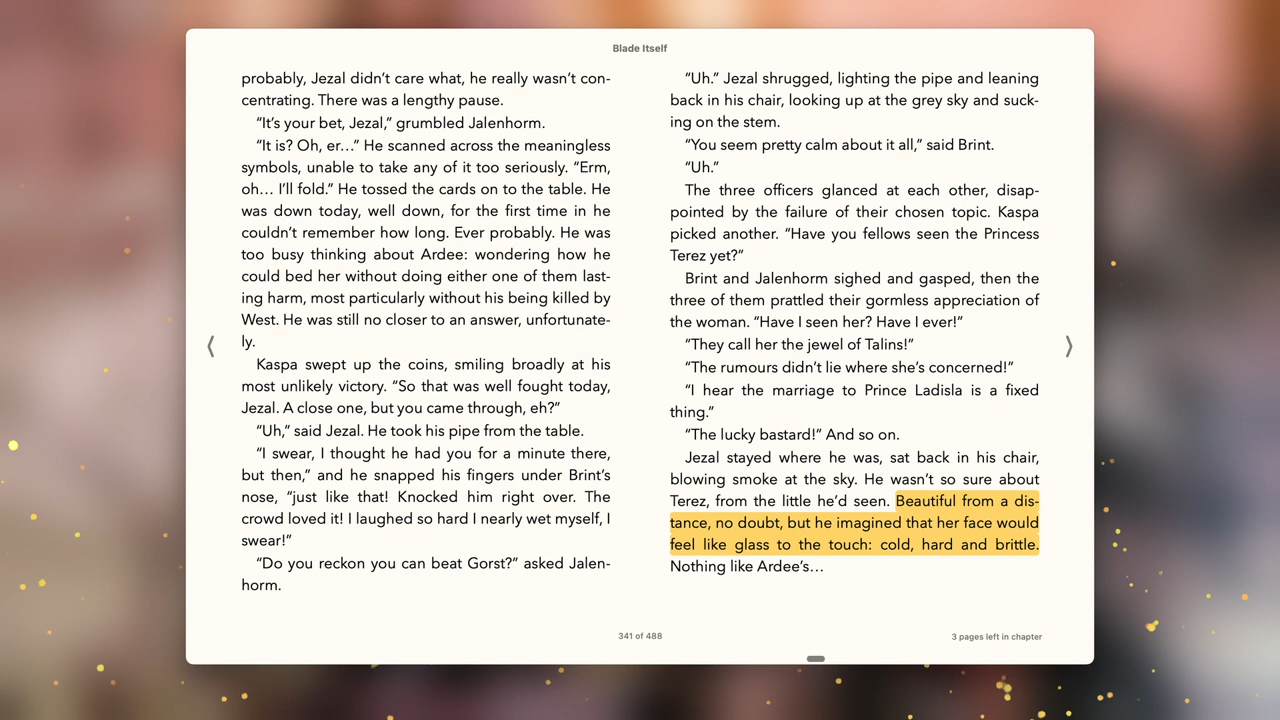 Blade Itself
probably, Jezal didn’t care what, he really wasn’t con-
centrating. There was a lengthy pause.
“It’s your bet, Jezal,” grumbled Jalenhorm.
“It is? Oh, er…” He scanned across the meaningless
symbols, unable to take any of it too seriously. “Erm,
oh… I’ll fold.” He tossed the cards on to the table. He
was down today, well down, for the first time in he
couldn’t remember how long. Ever probably. He was
too busy thinking about Ardee: wondering how he
could bed her without doing either one of them last-
ing harm, most particularly without his being killed by
West. He was still no closer to an answer, unfortunate-
ly.
Kaspa swept up the coins, smiling broadly at his
most unlikely victory. “So that was well fought today,
Jezal. A close one, but you came through, eh?”
“Uh,” said Jezal. He took his pipe from the table.
“I swear, I thought he had you for a minute there,
but then,” and he snapped his fingers under Brint’s
nose, “just like that! Knocked him right over. The
crowd loved it! I laughed so hard I nearly wet myself, I
swear!”
“Do you reckon you can beat Gorst?” asked Jalen-
horm.
“Uh.” Jezal shrugged, lighting the pipe and leaning
back in his chair, looking up at the grey sky and suck-
ing on the stem.
“You seem pretty calm about it all,” said Brint.
“Uh.”
The three officers glanced at each other, disap-
pointed by the failure of their chosen topic. Kaspa
picked another. “Have you fellows seen the Princess
Terez yet?”
Brint and Jalenhorm sighed and gasped, then the
three of them prattled their gormless appreciation of
the woman. “Have I seen her? Have I ever!”
“They call her the jewel of Talins!”
“The rumours didn’t lie where she’s concerned!”
“I hear the marriage to Prince Ladisla is a fixed
thing.”
“The lucky bastard!” And so on.
Jezal stayed where he was, sat back in his chair,
blowing smoke at the sky. He wasn’t so sure about
Terez, from the little he’d seen. Beautiful from a dis-
tance, no doubt, but he imagined that her face would
feel like glass to the touch: cold, hard and brittle.
Nothing like Ardee’s…
341 of 488
3 pages left in chapter